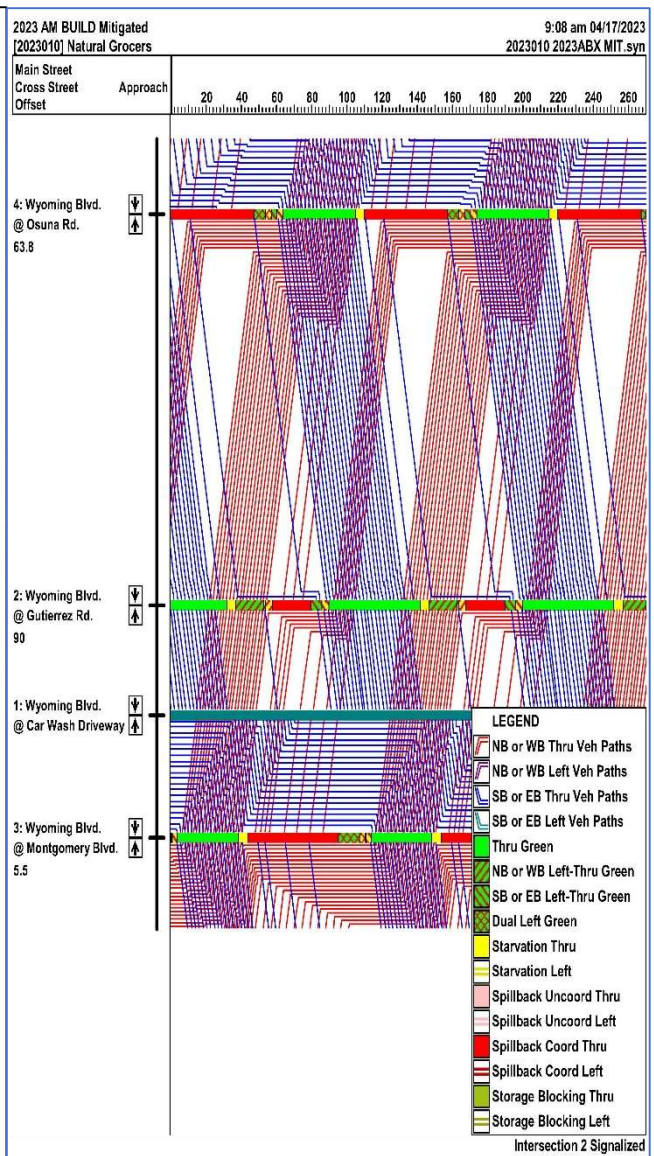 2023 AM BUILD Mitigated 9:08 am 04/17/2023
[2023010] Natural Grocers 2023010 2023ABX MIT.syn
Main Street
Cross Street Approach
Offset
20 40 60 80 100 120 140 160 180 200 220 240 260
4: Wyoming Blvd.
@ Osuna Rd.
63.8
2: Wyoming Blvd.
@ Gutierrez Rd.
90
1: Wyoming Blvd.
@ Car Wash Driveway
3: Wyoming Blvd.
@ Montgomery Blvd.
5.5
LEGEND
NB or WB Thru Veh Paths
NB or WB Left Veh Paths
SB or EB Thru Veh Paths
SB or EB Left Veh Paths
Thru Green
NB or WB Left-Thru Green
SB or EB Left-Thru Green
Dual Left Green
Starvation Thru
Starvation Left
Spillback Uncoord Thru
Spillback Uncoord Left
Spillback Coord Thru
Spillback Coord Left
Storage Blocking Thru
Storage Blocking Left
Intersection 2 Signalized